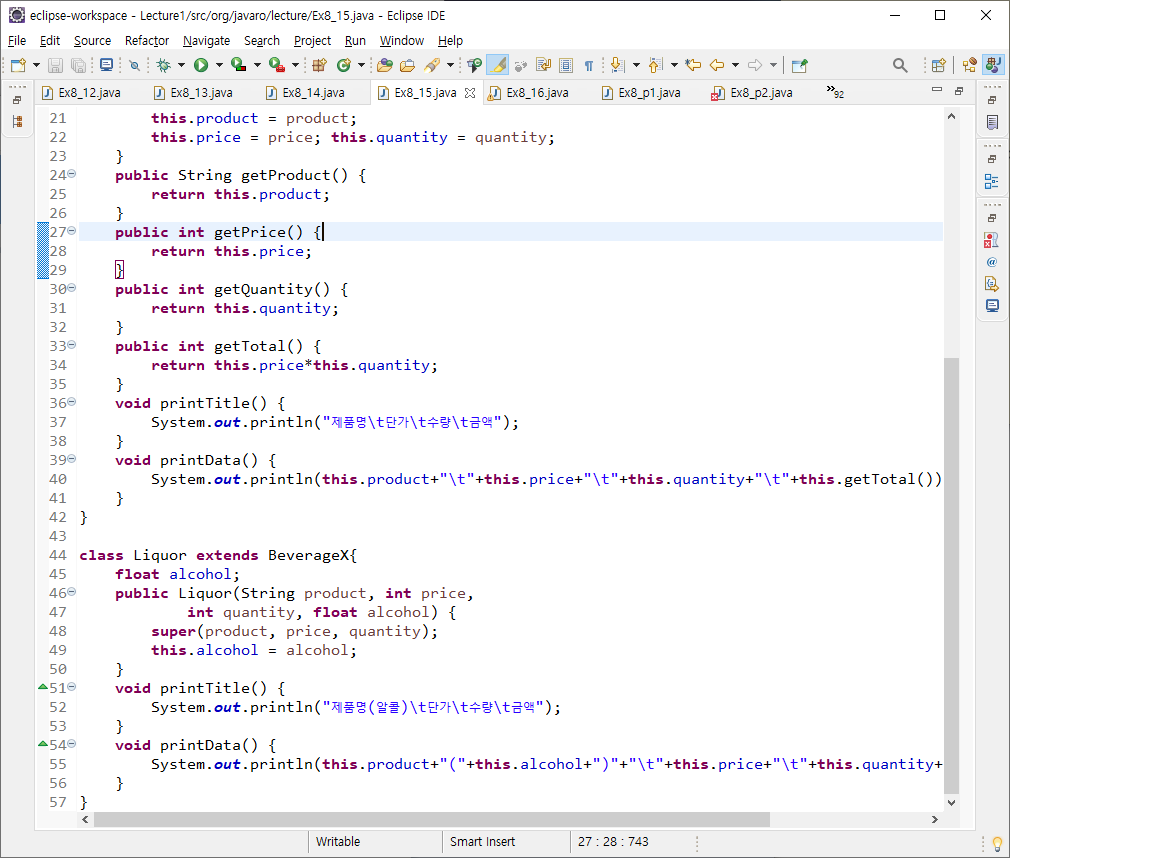 eclipse-workspace - Lecture1/src/org/javaro/lecture/Ex8_15.java - Eclipse IDE
File Edit Source Refactor Navigate Search Project Run Window Help
Ex8_12.java Ex8_13.java Ex8_14.java Ex8_15.java Ex8_16.java Ex8_p1.java Ex8_p2.java »92
21 this.product = product;
22 this.price = price; this.quantity = quantity;
23 }
24 public String getProduct() {
25 return this.product;
26 }
27 public int getPrice() {
28 return this.price;
29 }
30 public int getQuantity() {
31 return this.quantity;
32 }
33 public int getTotal() {
34 return this.price*this.quantity;
35 }
36 void printTitle() {
37 System.out.println("제품명\t단가\t수량\t금액");
38 }
39 void printData() {
40 System.out.println(this.product+"\t"+this.price+"\t"+this.quantity+"\t"+this.getTotal())
41 }
42 }
43
44 class Liquor extends BeverageX{
45 float alcohol;
46 public Liquor(String product, int price,
47 int quantity, float alcohol) {
48 super(product, price, quantity);
49 this.alcohol = alcohol;
50 }
51 void printTitle() {
52 System.out.println("제품명(알콜)\t단가\t수량\t금액");
53 }
54 void printData() {
55 System.out.println(this.product+"("+this.alcohol+")"+"\t"+this.price+"\t"+this.quantity+
56 }
57 }
Writable Smart Insert 27 : 28 : 743